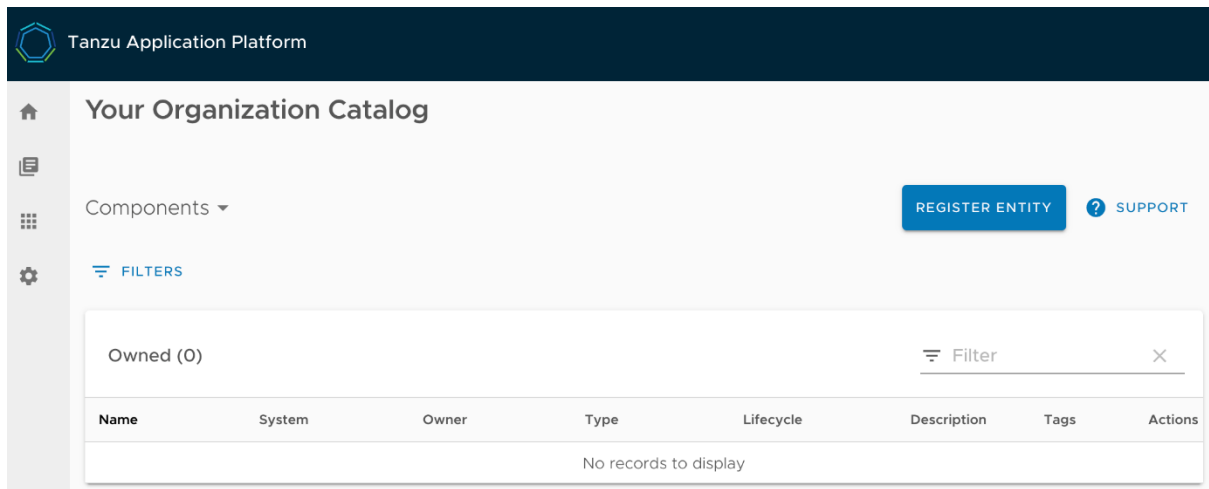 Tanzu Application Platform
Your Organization Catalog
Components
REGISTER ENTITY
? SUPPORT
FILTERS
Owned (0)
Filter
Name System Owner Type Lifecycle Description Tags Actions
No records to display